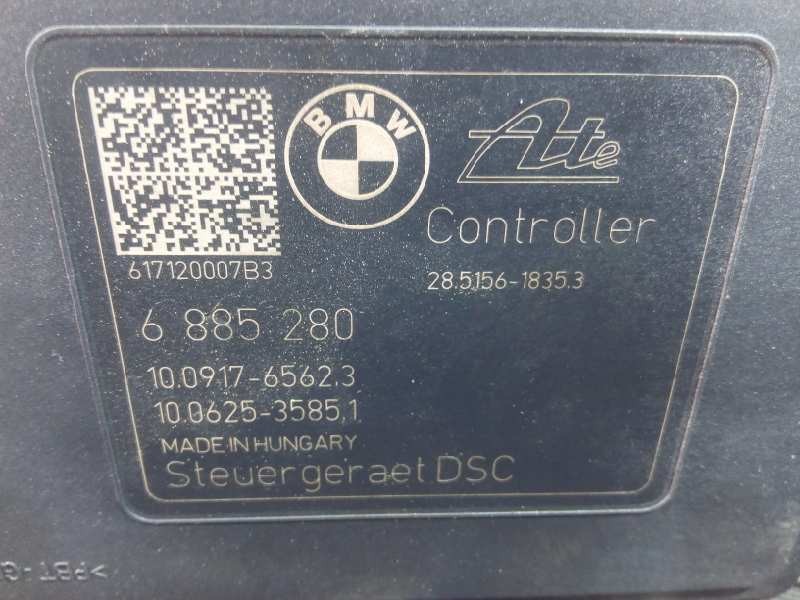 BMW
Ate
Controller
617120007B3
28.5156-1835.3
6 885 280
10.0917-6562.3
10.0625-3585.1
MADE IN HUNGARY
Steuergeraet DSC
>PBT-G